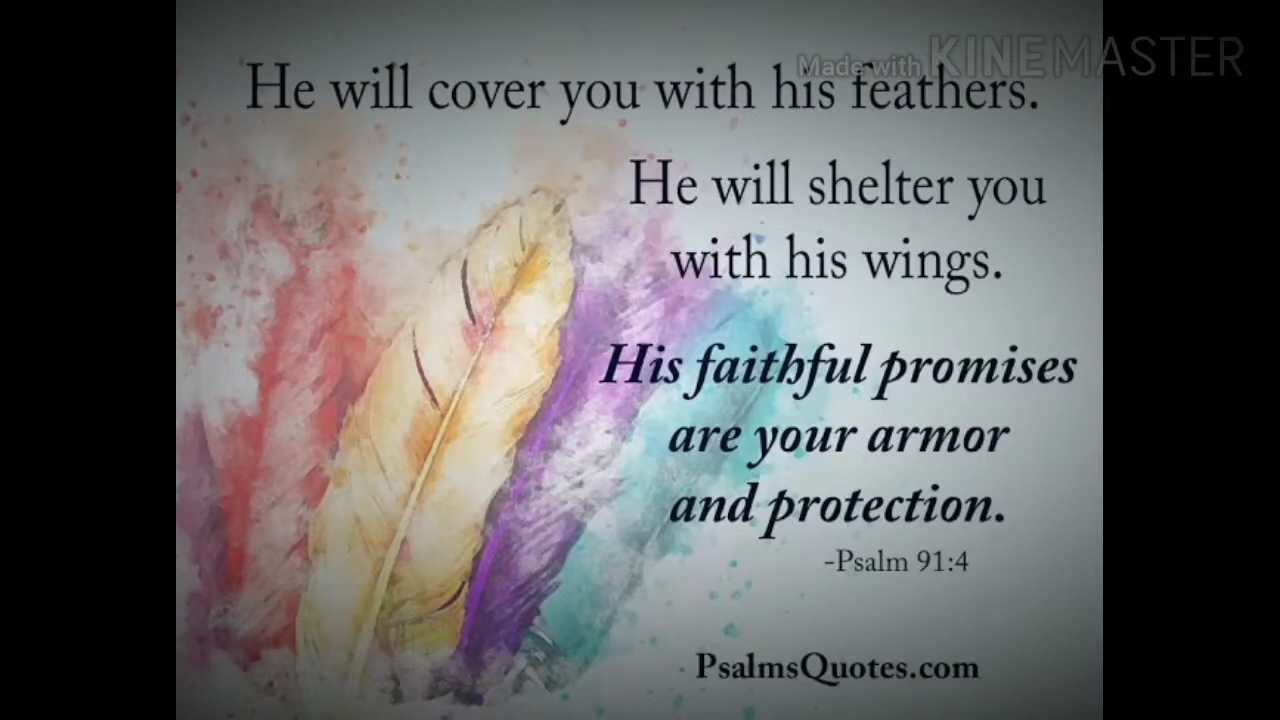 Made with KINEMASTER
He will cover you with his feathers.
He will shelter you
with his wings.
His faithful promises
are your armor
and protection.
-Psalm 91:4
PsalmsQuotes.com